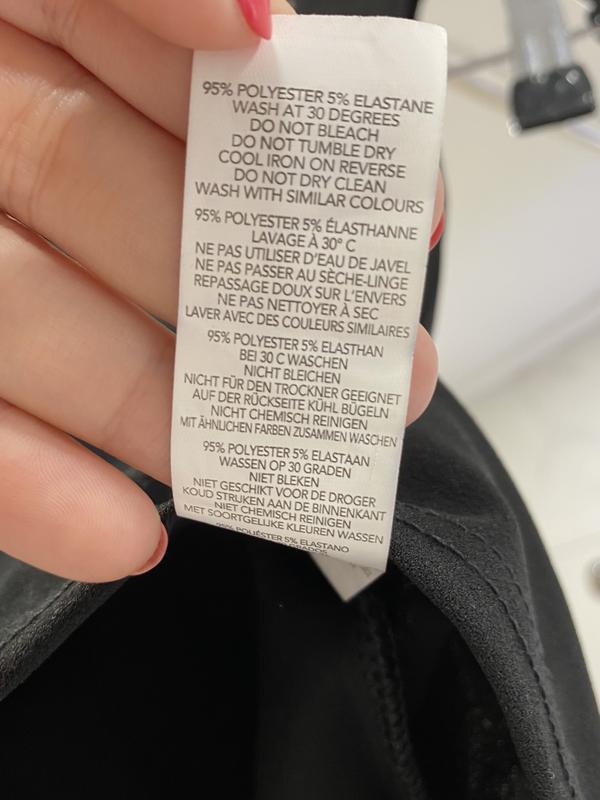 95% POLYESTER 5% ELASTANE
WASH AT 30 DEGREES
DO NOT BLEACH
DO NOT TUMBLE DRY
COOL IRON ON REVERSE
DO NOT DRY CLEAN
WASH WITH SIMILAR COLOURS
95% POLYESTER 5% ÉLASTHANNE
LAVAGE À 30° C
NE PAS UTILISER D'EAU DE JAVEL
NE PAS PASSER AU SÈCHE-LINGE
REPASSAGE DOUX SUR L'ENVERS
NE PAS NETTOYER À SEC
LAVER AVEC DES COULEURS SIMILAIRES
95% POLYESTER 5% ELASTHAN
BEI 30 C WASCHEN
NICHT BLEICHEN
NICHT FÜR DEN TROCKNER GEEIGNET
AUF DER RÜCKSEITE KÜHL BÜGELN
NICHT CHEMISCH REINIGEN
MIT ÄHNLICHEN FARBEN ZUSAMMEN WASCHEN
95% POLYESTER 5% ELASTAAN
WASSEN OP 30 GRADEN
NIET BLEKEN
NIET GESCHIKT VOOR DE DROGER
KOUD STRIJKEN AAN DE BINNENKANT
NIET CHEMISCH REINIGEN
MET SOORTGELIJKE KLEUREN WASSEN
95% POLIÉSTER 5% ELASTANO